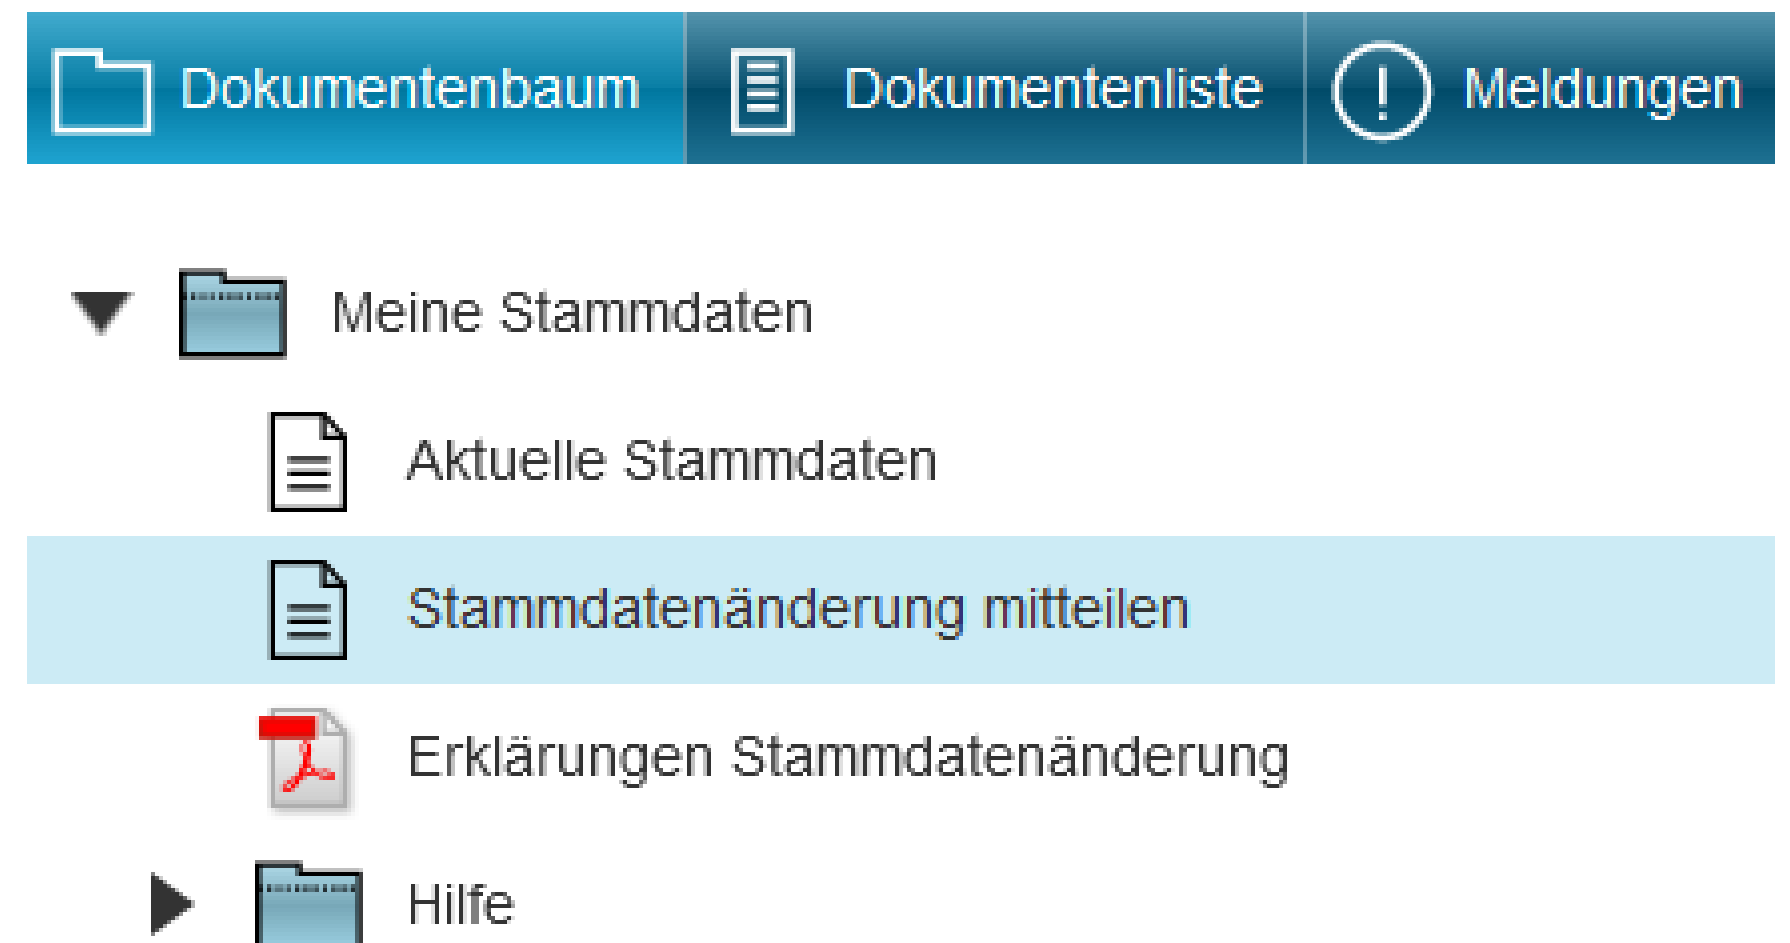 Dokumentenbaum Dokumentenliste Meldungen
Meine Stammdaten
Aktuelle Stammdaten
Stammdatenänderung mitteilen
Erklärungen Stammdatenänderung
Hilfe